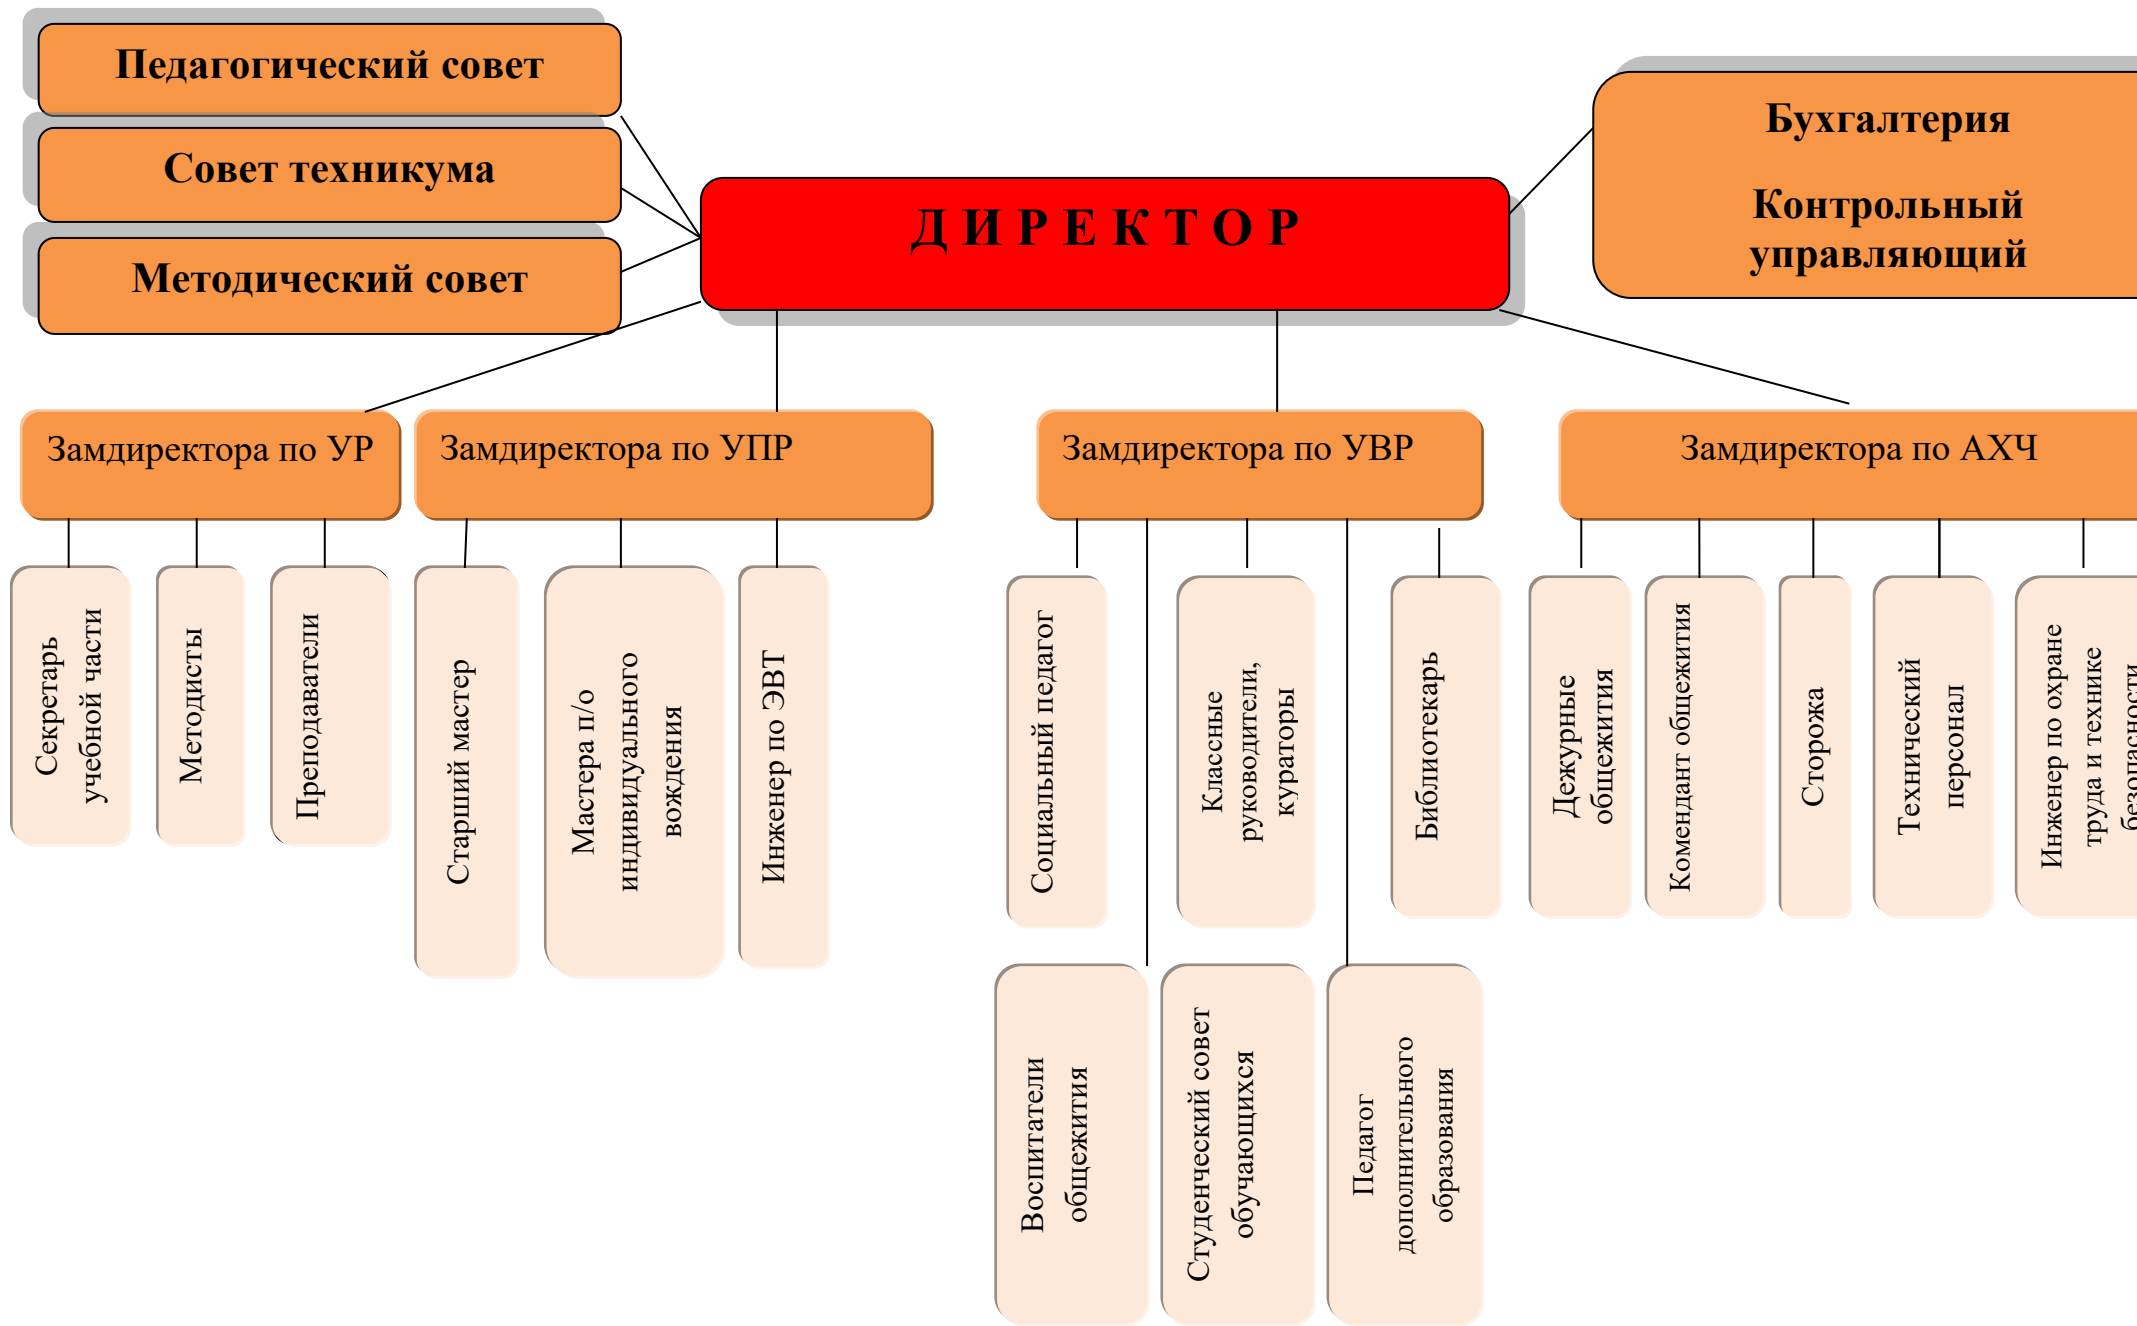 Педагогический совет
Совет техникума
Методический совет
Д И Р Е К Т О Р
Бухгалтерия
Контрольный
управляющий
Замдиректора по УР
Замдиректора по УПР
Замдиректора по УВР
Замдиректора по АХЧ
Секретарь
учебной части
Методисты
Преподаватели
Старший мастер
Мастера п/о
индивидуального
вождения
Инженер по ЭВТ
Социальный педагог
Классные
руководители,
кураторы
Библиотекарь
Дежурные
общежития
Комендант общежития
Сторожа
Технический
персонал
Инженер по охране
труда и технике
безопасности
Воспитатели
общежития
Студенческий совет
обучающихся
Педагог
дополнительного
образования